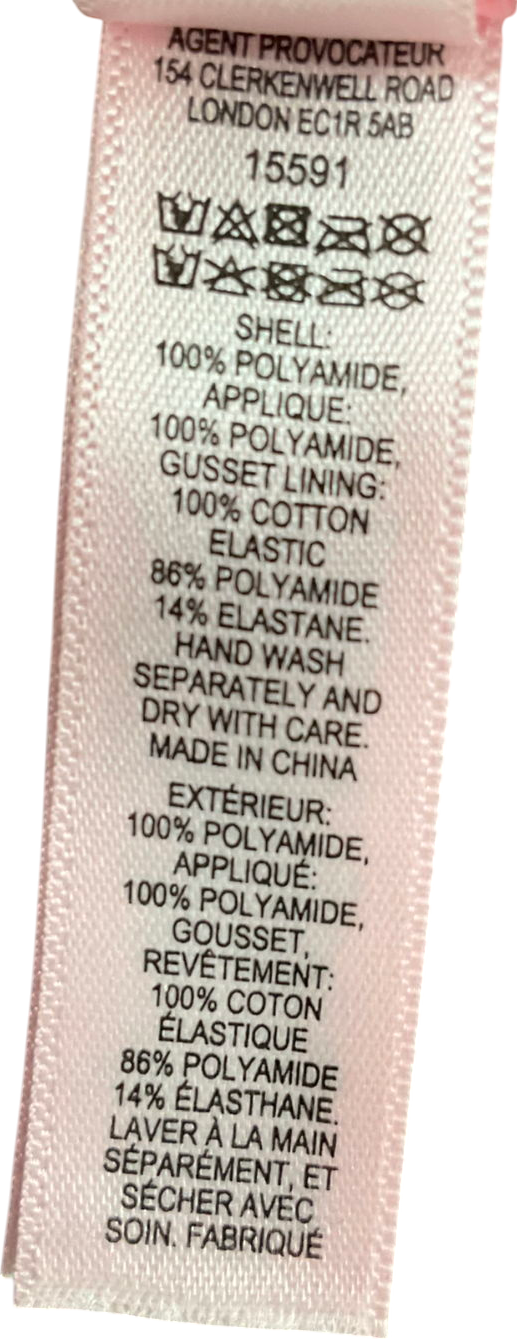 AGENT PROVOCATEUR
154 CLERKENWELL ROAD
LONDON EC1R 5AB
15591
SHELL:
100% POLYAMIDE,
APPLIQUE:
100% POLYAMIDE,
GUSSET LINING:
100% COTTON
ELASTIC
86% POLYAMIDE
14% ELASTANE.
HAND WASH
SEPARATELY AND
DRY WITH CARE.
MADE IN CHINA
EXTÉRIEUR:
100% POLYAMIDE,
APPLIQUÉ:
100% POLYAMIDE,
GOUSSET,
REVÊTEMENT:
100% COTON
ÉLASTIQUE
86% POLYAMIDE
14% ÉLASTHANE.
LAVER À LA MAIN
SÉPARÉMENT, ET
SÉCHER AVEC
SOIN. FABRIQUÉ